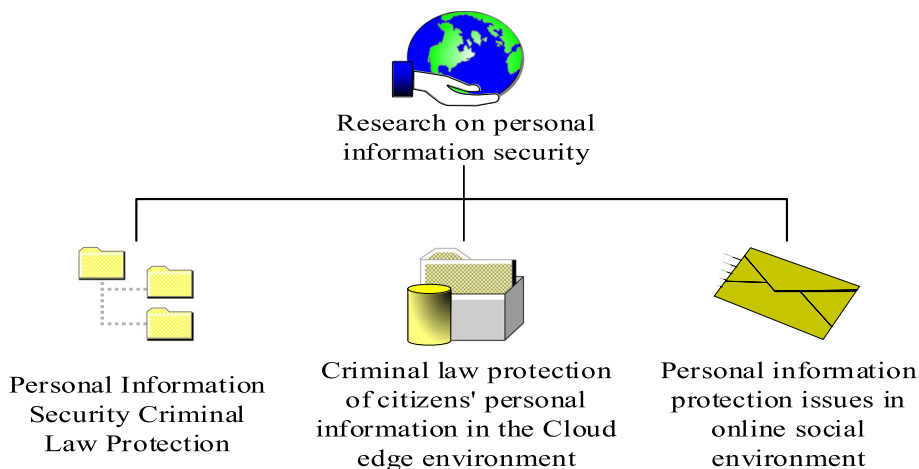 Research on personal
information security
Personal Information
Security Criminal
Law Protection
Criminal law protection
of citizens' personal
information in the Cloud
edge environment
Personal information
protection issues in
online social
environment